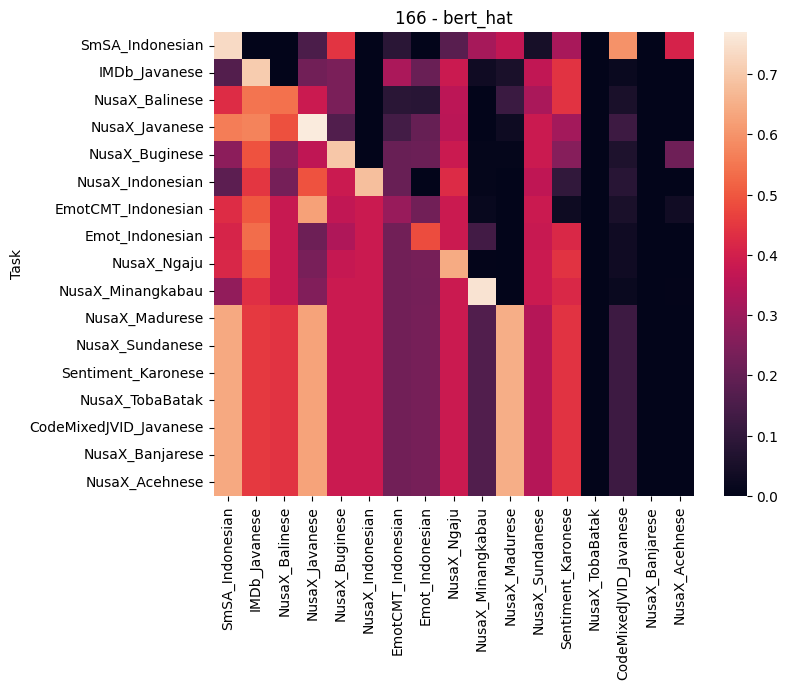 166 - bert_hat
Task
SmSA_Indonesian
IMDb_Javanese
NusaX_Balinese
NusaX_Javanese
NusaX_Buginese
NusaX_Indonesian
EmotCMT_Indonesian
Emot_Indonesian
NusaX_Ngaju
NusaX_Minangkabau
NusaX_Madurese
NusaX_Sundanese
Sentiment_Karonese
NusaX_TobaBatak
CodeMixedJVID_Javanese
NusaX_Banjarese
NusaX_Acehnese
SmSA_Indonesian
IMDb_Javanese
NusaX_Balinese
NusaX_Javanese
NusaX_Buginese
NusaX_Indonesian
EmotCMT_Indonesian
Emot_Indonesian
NusaX_Ngaju
NusaX_Minangkabau
NusaX_Madurese
NusaX_Sundanese
Sentiment_Karonese
NusaX_TobaBatak
CodeMixedJVID_Javanese
NusaX_Banjarese
NusaX_Acehnese
0.7
0.6
0.5
0.4
0.3
0.2
0.1
0.0